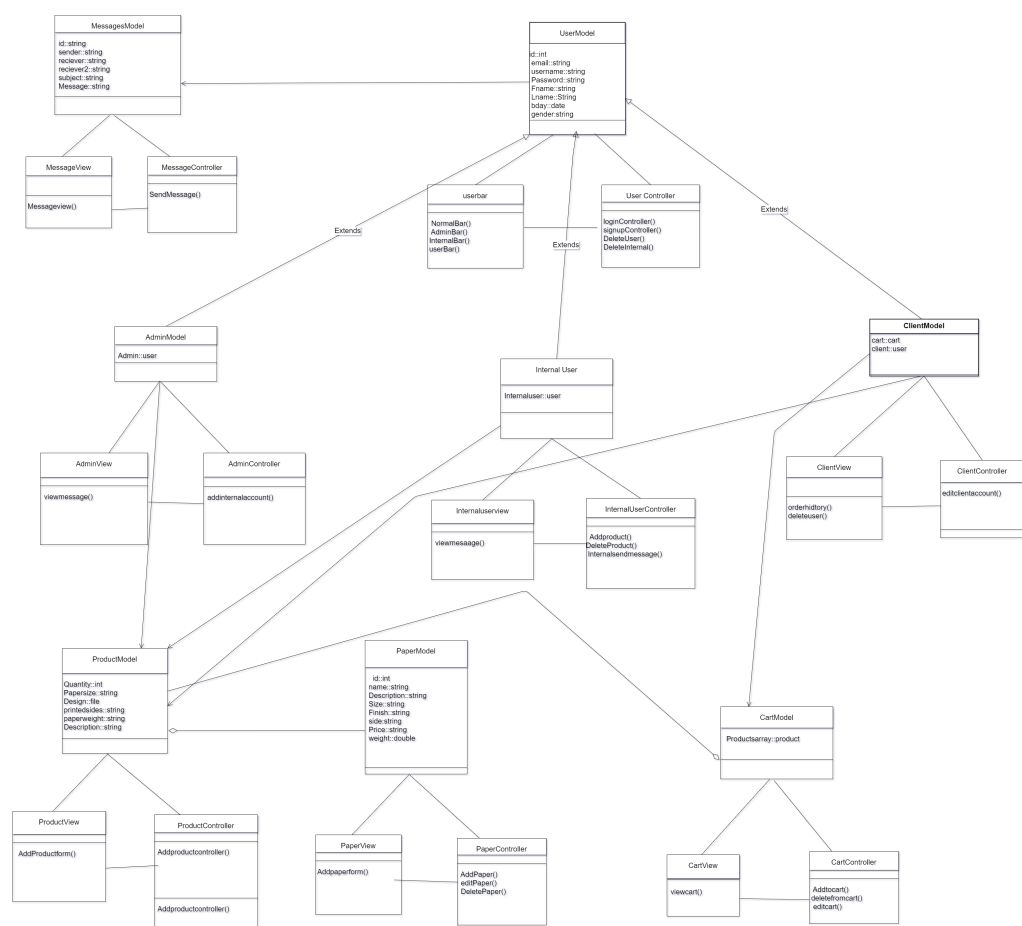 MessagesModel
id::string
sender::string
reciever::string
reciever2::string
subject::string
Message::string
UserModel
id::int
email::string
username::string
Password::string
Fname::string
Lname::String
bday::date
gender:string
MessageView
Messageview()
MessageController
SendMessage()
userbar
NormalBar()
AdminBar()
InternalBar()
userBar()
User Controller
loginController()
signupController()
DeleteUser()
DeleteInternal()
Extends
Extends
Extends
AdminModel
Admin::user
Internal User
Internaluser::user
ClientModel
cart::cart
client::user
AdminView
viewmessage()
AdminController
addinternalaccount()
Internaluserview
viewmesaage()
InternalUserController
Addproduct()
DeleteProduct()
Internalsendmessage()
ClientView
orderhidtory()
deleteuser()
ClientController
editclientaccount()
ProductModel
Quantity::int
Papersize::string
Design::file
printedsides::string
paperweight::string
Description::string
PaperModel
id::int
name::string
Description::string
Size::string
Finish::string
side:string
Price::string
weight::double
CartModel
Productsarray::product
ProductView
AddProductform()
ProductController
Addproductcontroller()
Addproductcontroller()
PaperView
Addpaperform()
PaperController
AddPaper()
editPaper()
DeletePaper()
CartView
viewcart()
CartController
Addtocart()
deletefromcart()
editcart()